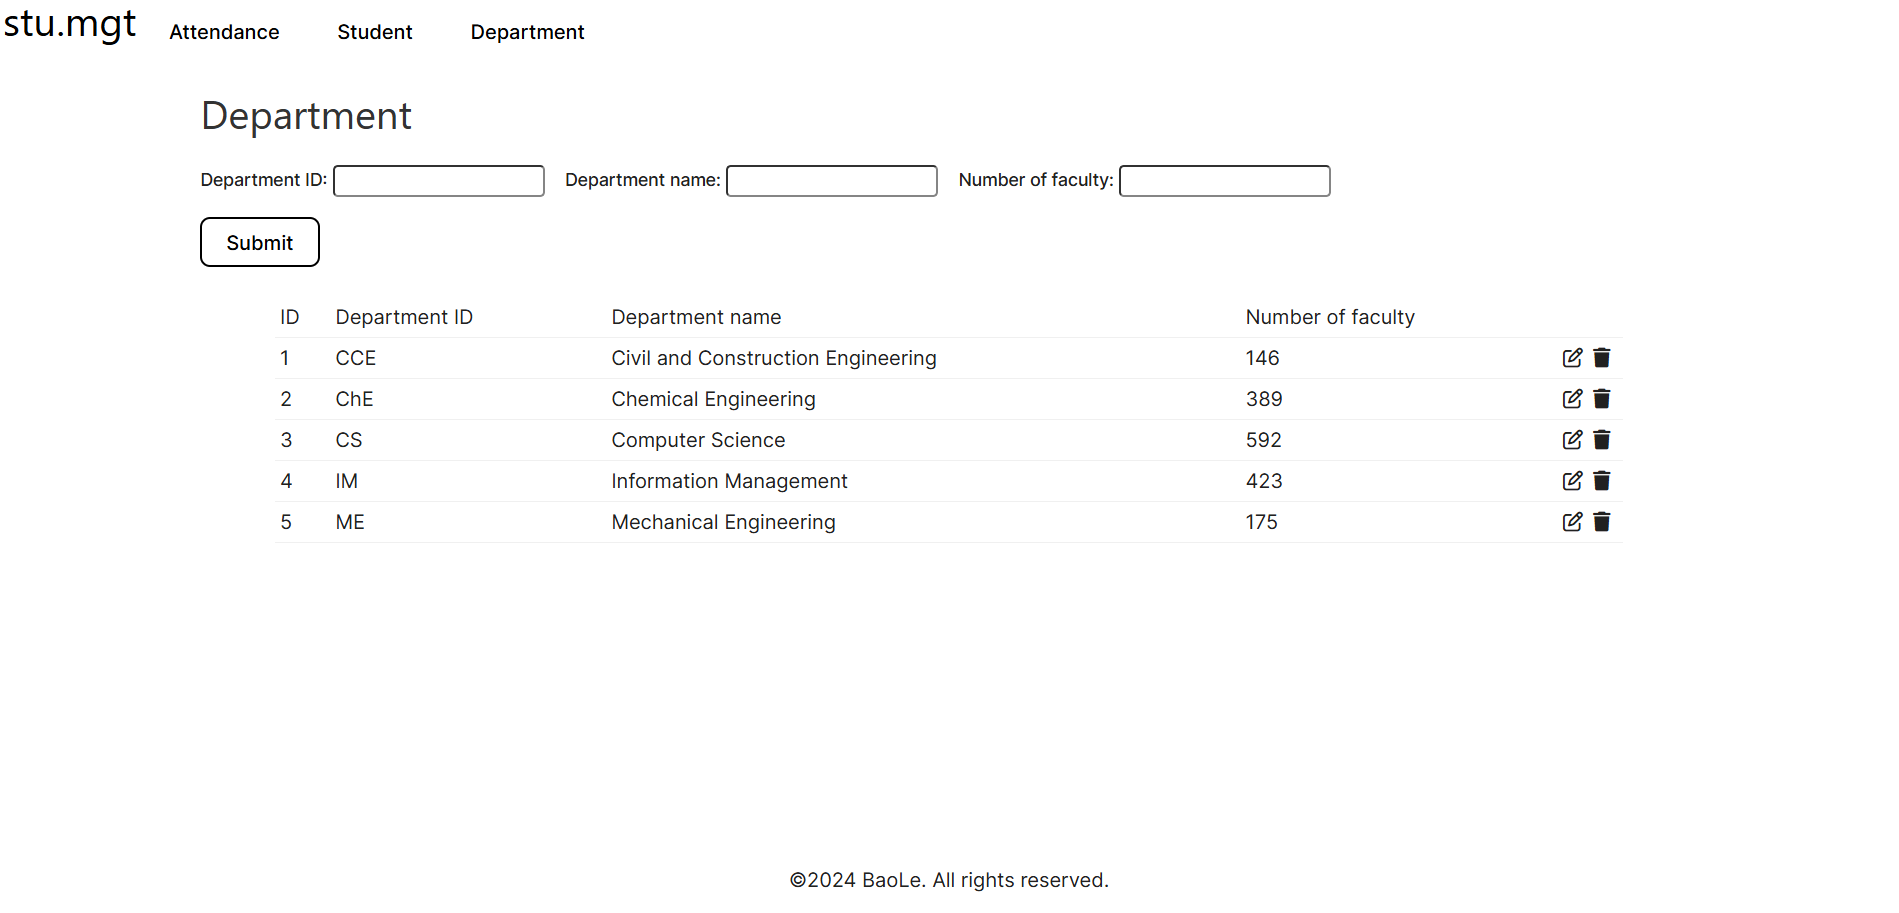 stu.mgt Attendance Student Department
Department
Department ID: Department name: Number of faculty:
Submit
ID Department ID Department name Number of faculty
1 CCE Civil and Construction Engineering 146
2 ChE Chemical Engineering 389
3 CS Computer Science 592
4 IM Information Management 423
5 ME Mechanical Engineering 175
©2024 BaoLe. All rights reserved.